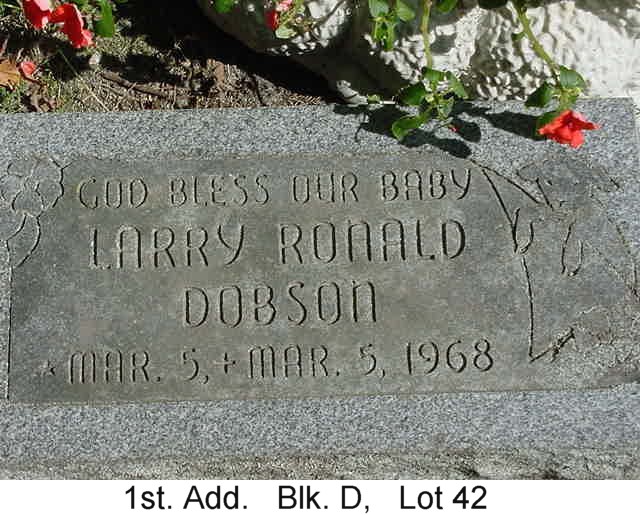 GOD BLESS OUR BABY
LARRY RONALD
DOBSON
* MAR. 5, + MAR. 5, 1968
1st. Add. Blk. D, Lot 42